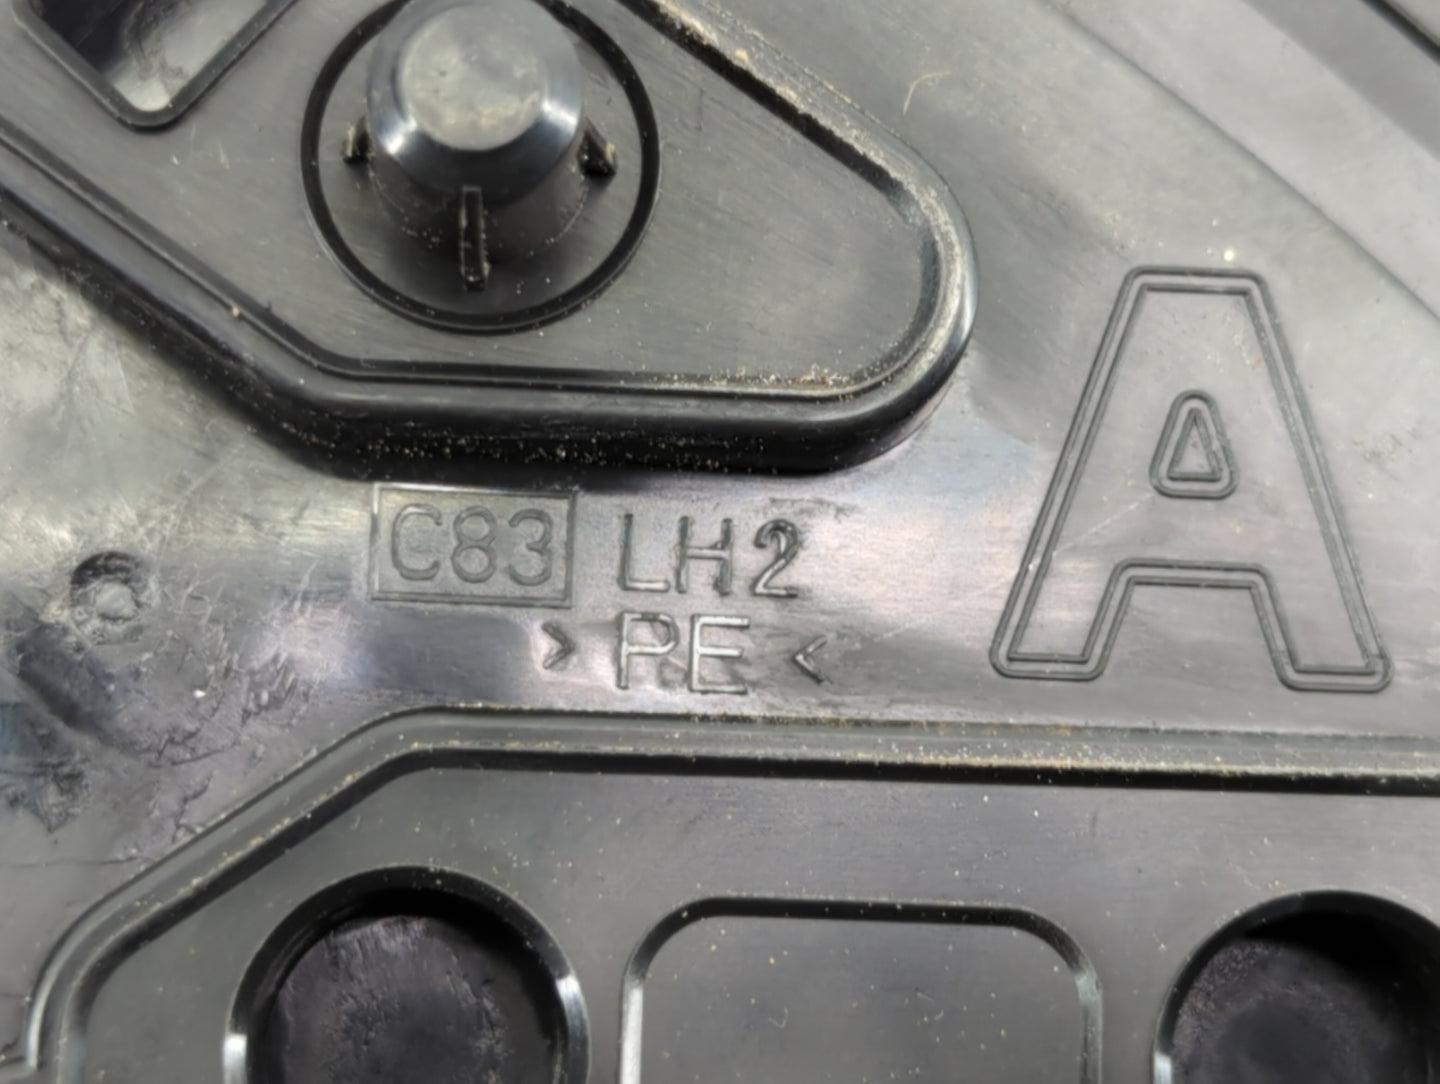 C83 LH2
> PE <
A